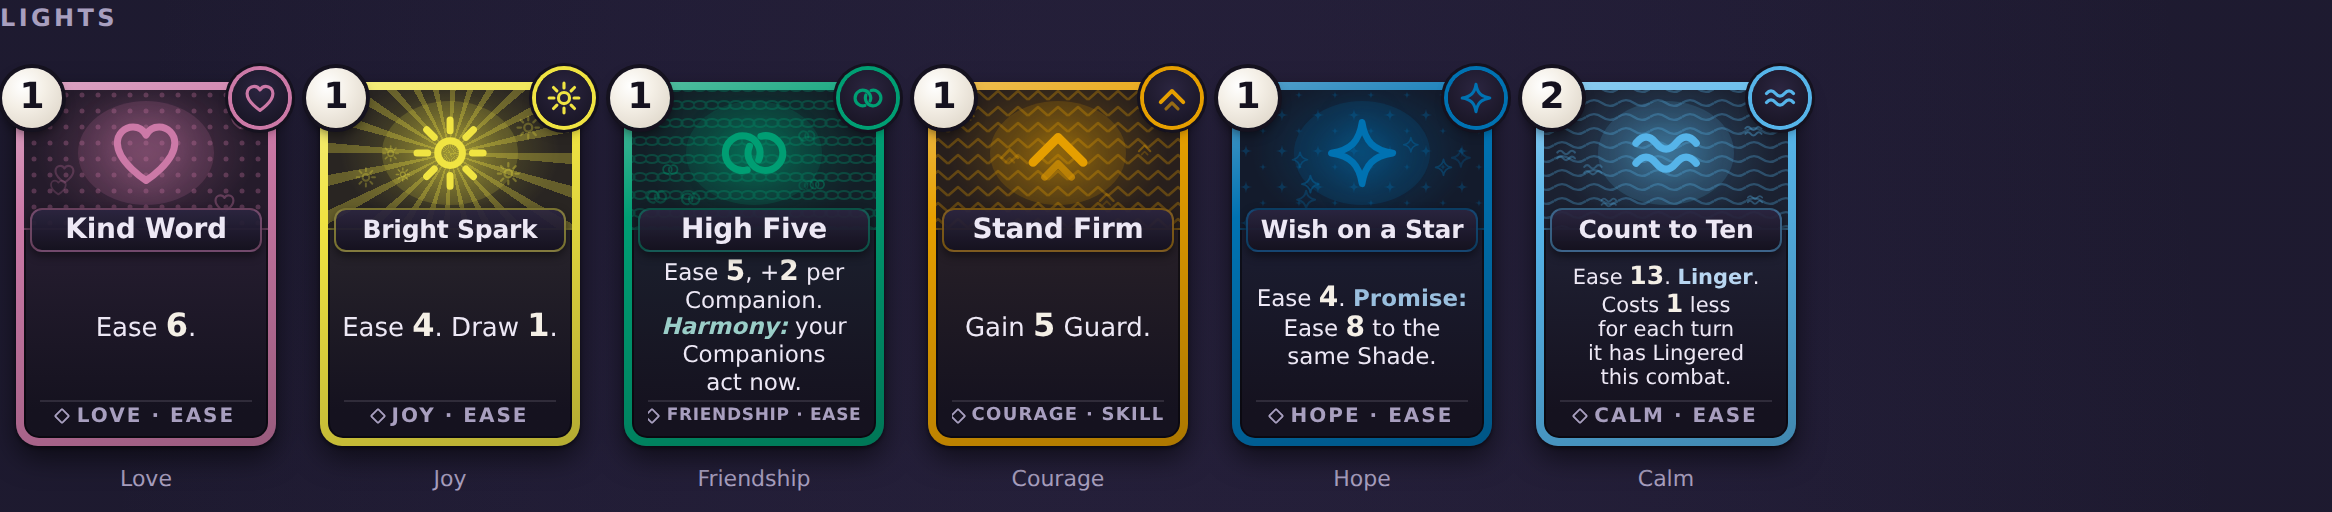 LIGHTS
1
Kind Word
Ease 6.
LOVE · EASE
Love
1
Bright Spark
Ease 4. Draw 1.
JOY · EASE
Joy
1
High Five
Ease 5, +2 per
Companion.
Harmony: your
Companions
act now.
FRIENDSHIP · EASE
Friendship
1
Stand Firm
Gain 5 Guard.
COURAGE · SKILL
Courage
1
Wish on a Star
Ease 4. Promise:
Ease 8 to the
same Shade.
HOPE · EASE
Hope
2
Count to Ten
Ease 13. Linger.
Costs 1 less
for each turn
it has Lingered
this combat.
CALM · EASE
Calm